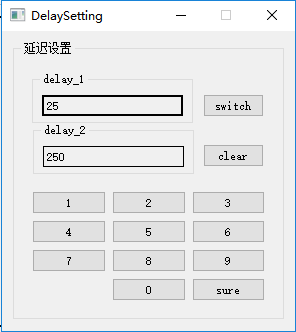 DelaySetting
延迟设置
delay_1
25
switch
delay_2
250
clear
1 2 3
4 5 6
7 8 9
0 sure